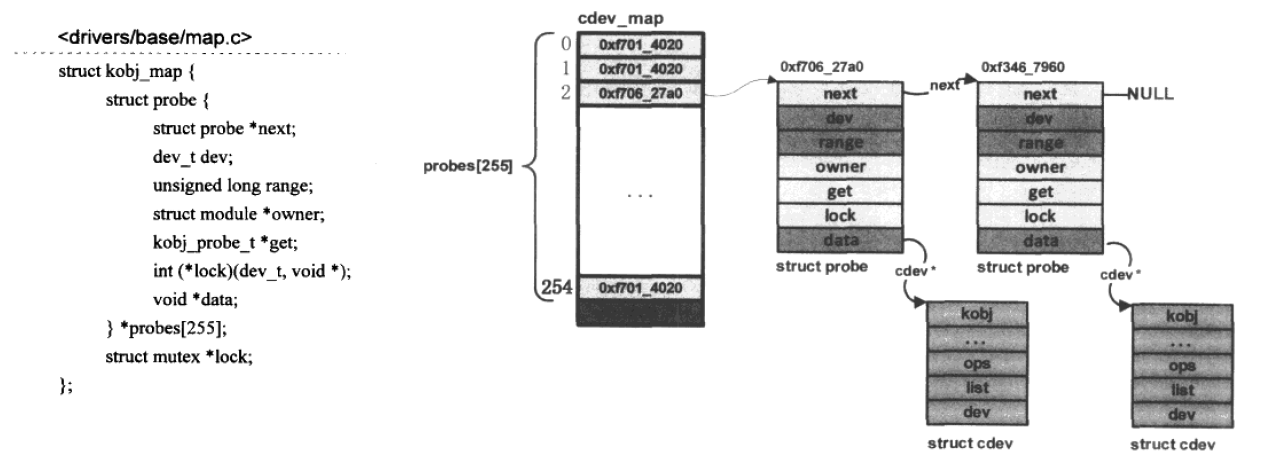 <drivers/base/map.c>
struct kobj_map {
struct probe {
struct probe *next;
dev_t dev;
unsigned long range;
struct module *owner;
kobj_probe_t *get;
int (*lock)(dev_t, void *);
void *data;
} *probes[255];
struct mutex *lock;
};
cdev_map
probes[255]
0
0xf701_4020
1
0xf701_4020
2
0xf706_27a0
...
254
0xf701_4020
0xf706_27a0
next
dev
range
owner
get
lock
data
struct probe
next
0xf346_7960
next
NULL
dev
range
owner
get
lock
data
struct probe
cdev*
kobj
...
ops
list
dev
struct cdev
cdev*
kobj
...
ops
list
dev
struct cdev